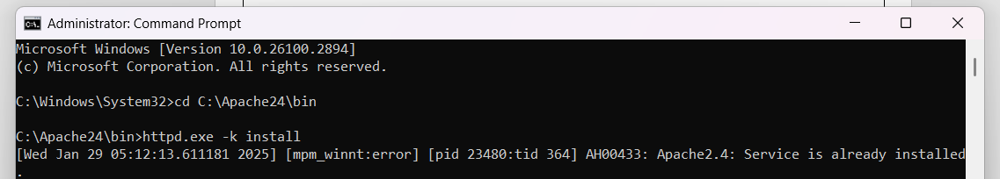 Administrator: Command Prompt
Microsoft Windows [Version 10.0.26100.2894]
(c) Microsoft Corporation. All rights reserved.
C:\Windows\System32>cd C:\Apache24\bin
C:\Apache24\bin>httpd.exe -k install
[Wed Jan 29 05:12:13.611181 2025] [mpm_winnt:error] [pid 23480:tid 364] AH00433: Apache2.4: Service is already installed
.